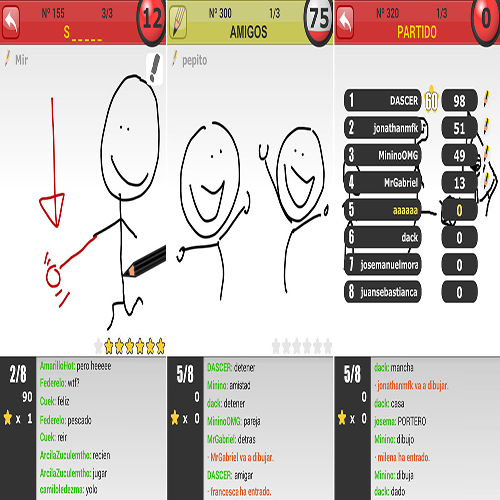 Nº 155 3/3 12
S _ _ _ _ _
Mir
!
2/8
90
x 1
AmarilloHot: pero heeeee
Federelo: wtf?
Cuek: feliz
Federelo: pescado
Cuek: reir
ArcilaZuculemtho: recien
ArcilaZuculemtho: jugar
camiloledezma: yolo
Nº 300 1/3 75
AMIGOS
pepito
5/8
0
x 0
DASCER: detener
Minino: amistad
dack: detener
MininoOMG: pareja
MrGabriel: detras
· MrGabriel va a dibujar.
DASCER: amigar
· francesca ha entrado.
Nº 320 1/3 0
PARTIDO
1 DASCER 60 98
2 jonathanmfk 51
3 MininoOMG 49
4 MrGabriel 13
5 aaaaaa 0
6 dack 0
7 josemanuelmora 0
8 juansebastianca 0
5/8
0
x 0
dack: mancha
· jonathanmfk va a dibujar.
dack: casa
josema: PORTERO
Minino: dibujo
· milena ha entrado.
Minino: dibuja
dack: dado